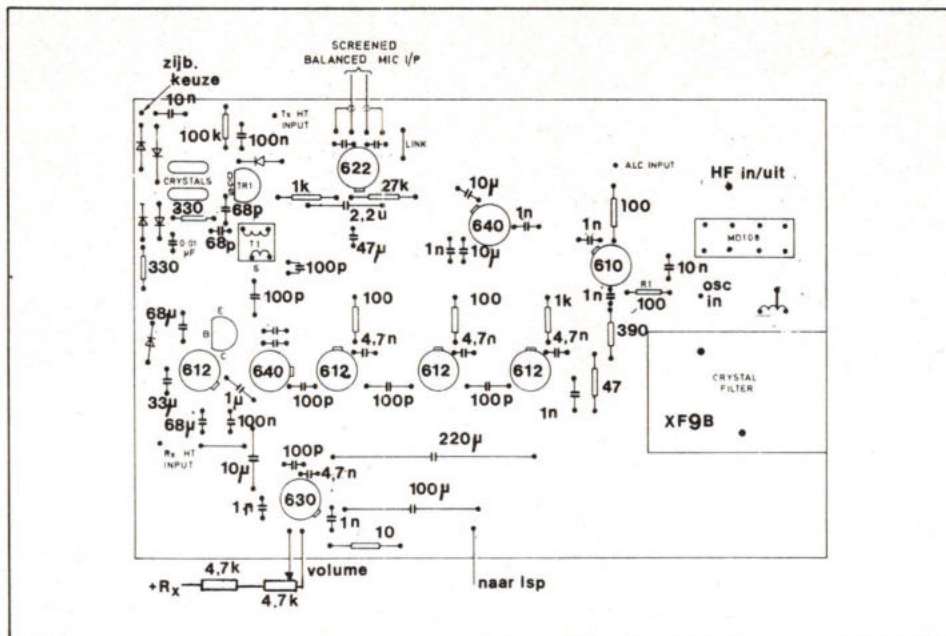 SCREENED
BALANCED MIC I/P
zijb.
keuze
10n
Tx HT
INPUT
100k
100n
LINK
622
ALC INPUT
HF in/uit
CRYSTALS
TR1
1k
27k
10µ
100
MD108
330
68p
2,2u
640
1n
0.01
µF
68p
T1
P
S
47µ
1n
10µ
1n
610
10n
330
100p
R1
100
osc
in
1n
100p
100
100
1k
390
68µ
E
B
C
4,7n
4,7n
4,7n
612
640
612
612
612
47
CRYSTAL
FILTER
33µ
1µ
100p
100p
100p
1n
XF9B
68µ
100n
Rx HT
INPUT
220µ
10µ
100p
4,7n
100µ
1n
630
1n
10
volume
naar lsp
+Rx
4,7k
4,7k